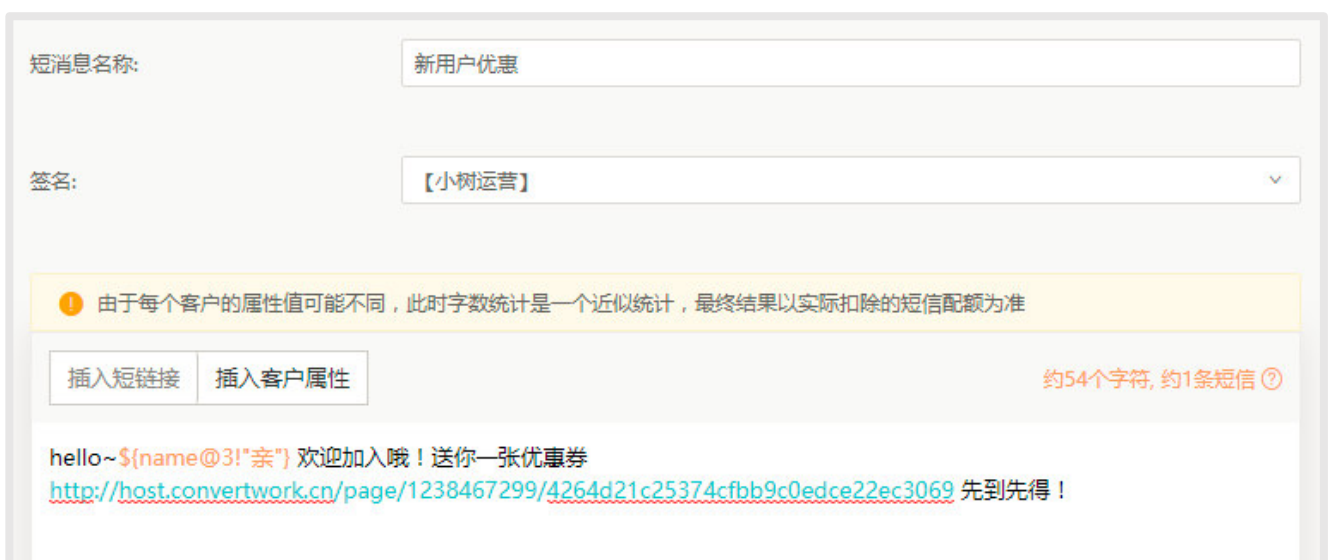 短消息名称:
新用户优惠
签名:
【小树运营】
由于每个客户的属性值可能不同，此时字数统计是一个近似统计，最终结果以实际扣除的短信配额为准
插入短链接 插入客户属性 约54个字符, 约1条短信 ?
hello~${name@3!"亲"} 欢迎加入哦！送你一张优惠券
http://host.convertwork.cn/page/1238467299/4264d21c25374cfbb9c0edce22ec3069 先到先得！